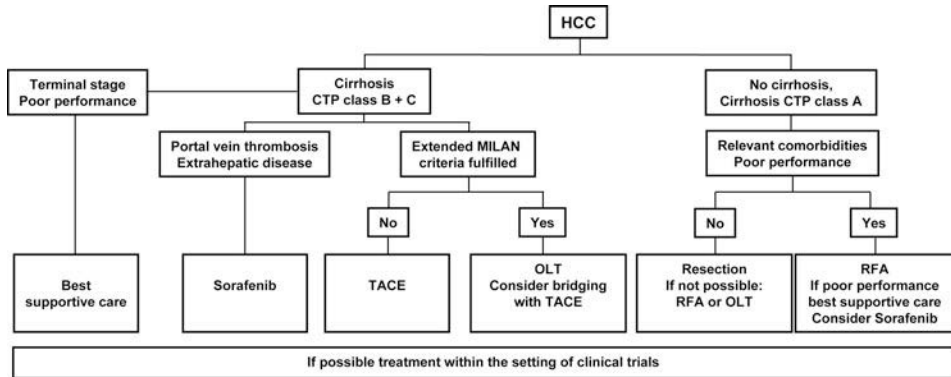 HCC
Terminal stage
Poor performance
Cirrhosis
CTP class B + C
No cirrhosis,
Cirrhosis CTP class A
Portal vein thrombosis
Extrahepatic disease
Extended MILAN
criteria fulfilled
Relevant comorbidities
Poor performance
No
Yes
No
Yes
Best
supportive care
Sorafenib
TACE
OLT
Consider bridging
with TACE
Resection
If not possible:
RFA or OLT
RFA
If poor performance
best supportive care
Consider Sorafenib
If possible treatment within the setting of clinical trials